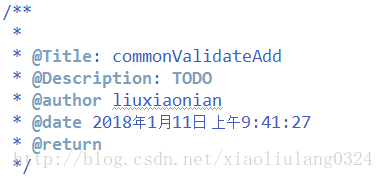 /**
 *
 * @Title: commonValidateAdd
 * @Description: TODO
 * @author liuxiaonian
 * @date 2018年1月11日 上午9:41:27
 * @return
 */
http://blog.csdn.net/xiaoliulang0324